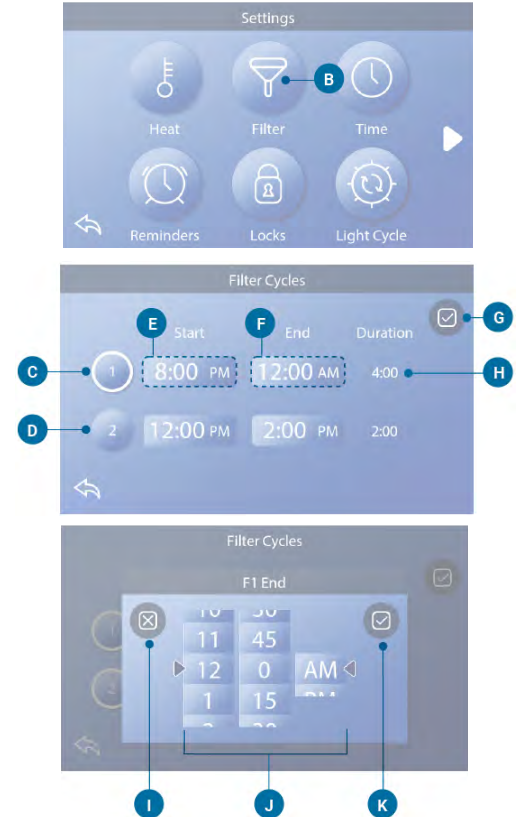 Settings
B
Heat Filter Time
Reminders Locks Light Cycle
Filter Cycles
E F G
Start End Duration
C 1 8:00 PM 12:00 AM 4:00 H
D 2 12:00 PM 2:00 PM 2:00
Filter Cycles
F1 End
11 45
12 0 AM
1 15
I J K